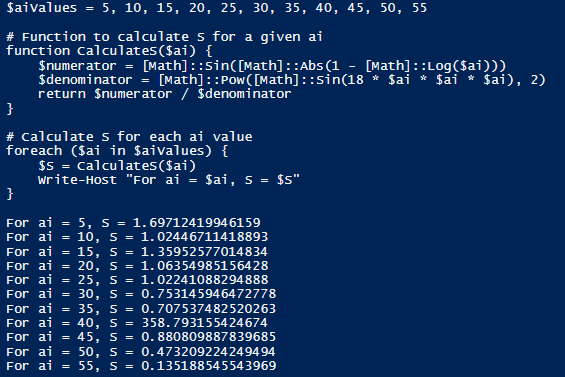 $aiValues = 5, 10, 15, 20, 25, 30, 35, 40, 45, 50, 55
# Function to calculate S for a given ai
function CalculateS($ai) {
$numerator = [Math]::Sin([Math]::Abs(1 - [Math]::Log($ai)))
$denominator = [Math]::Pow([Math]::Sin(18 * $ai * $ai * $ai), 2)
return $numerator / $denominator
}
# Calculate S for each ai value
foreach ($ai in $aiValues) {
$S = CalculateS($ai)
Write-Host "For ai = $ai, S = $S"
}
For ai = 5, S = 1.69712419946159
For ai = 10, S = 1.02446711418893
For ai = 15, S = 1.35952577014834
For ai = 20, S = 1.06354985156428
For ai = 25, S = 1.02241088294888
For ai = 30, S = 0.753145946472778
For ai = 35, S = 0.707537482520263
For ai = 40, S = 358.793155424674
For ai = 45, S = 0.880809887839685
For ai = 50, S = 0.473209224249494
For ai = 55, S = 0.135188545543969